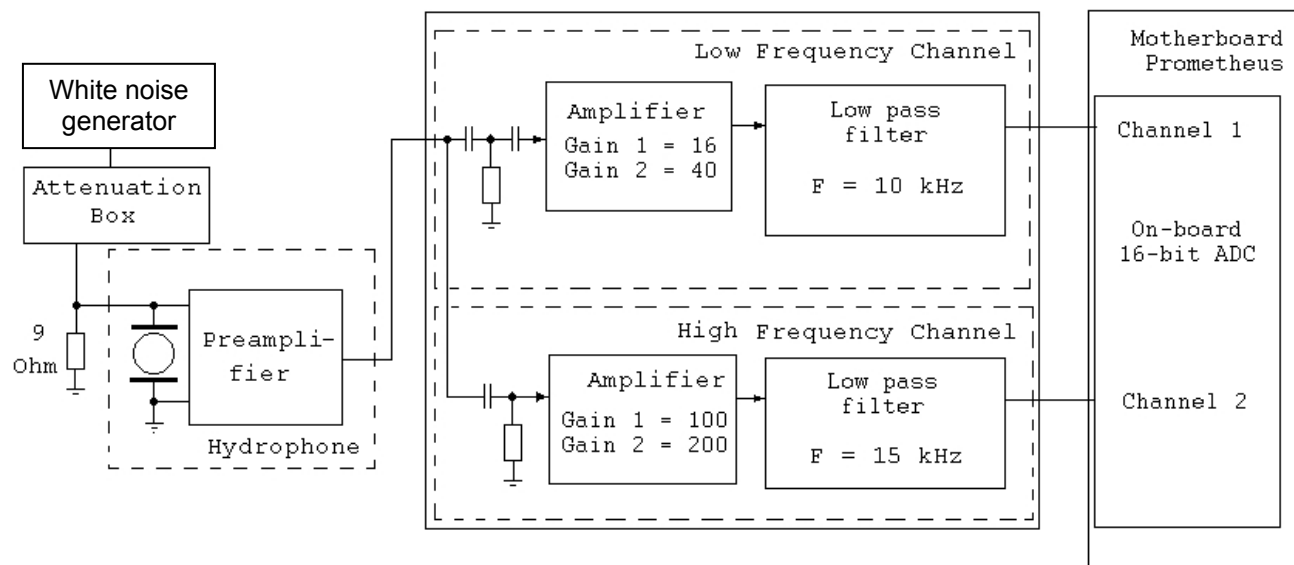 White noise
generator
Attenuation
Box
9
Ohm
Preampli-
fier
Hydrophone
Low Frequency Channel
Amplifier
Gain 1 = 16
Gain 2 = 40
Low pass
filter
F = 10 kHz
High Frequency Channel
Amplifier
Gain 1 = 100
Gain 2 = 200
Low pass
filter
F = 15 kHz
Motherboard
Prometheus
Channel 1
On-board
16-bit ADC
Channel 2